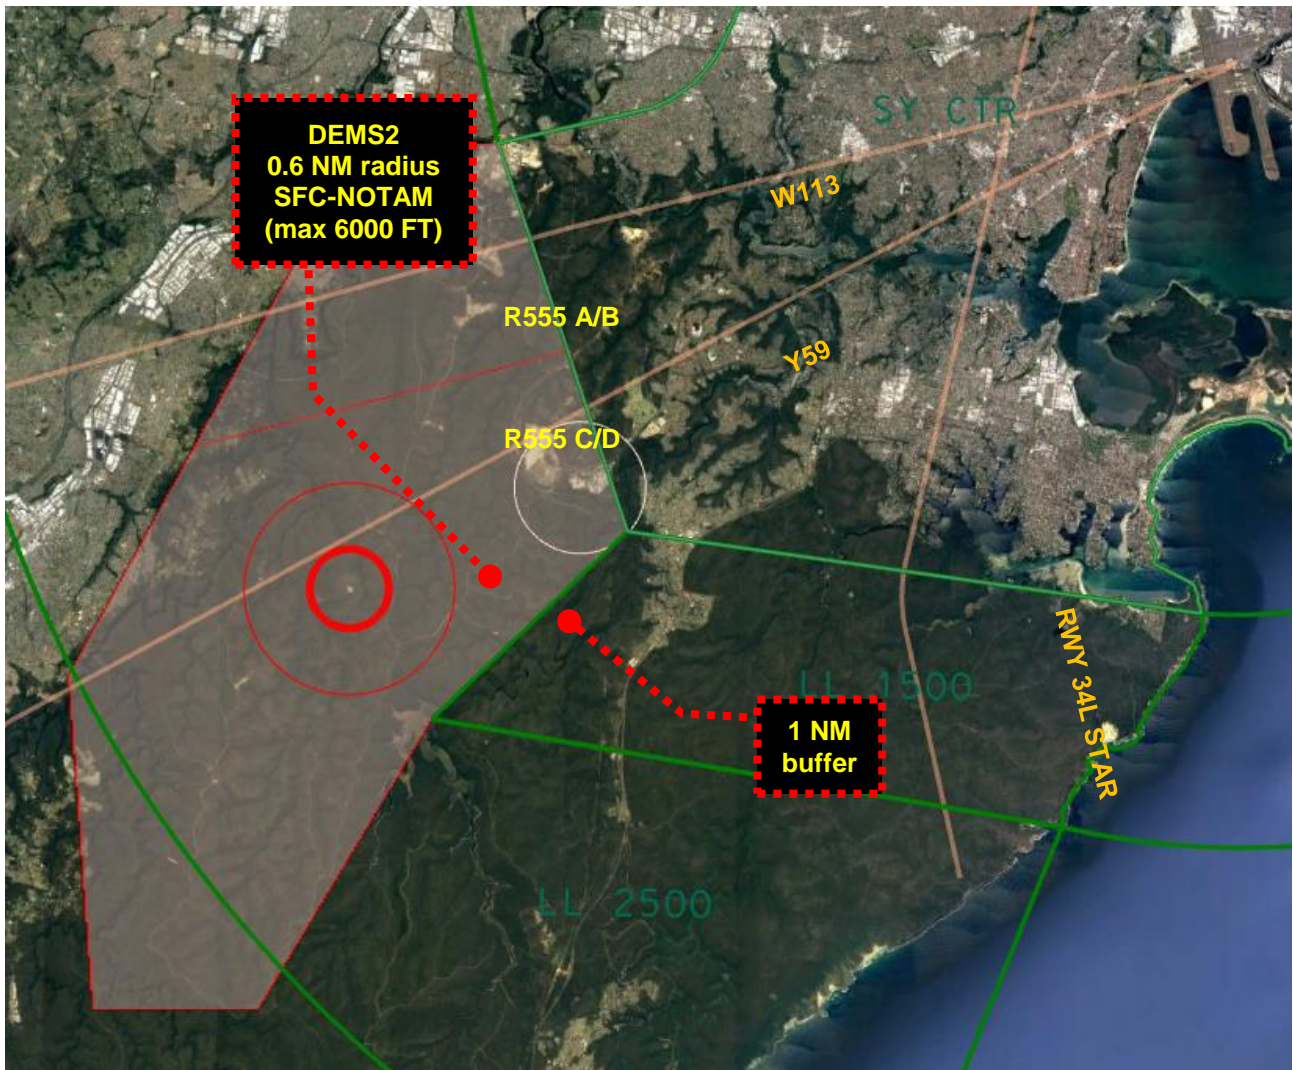 SY CTR
DEMS2
0.6 NM radius
SFC-NOTAM
(max 6000 FT)
W113
R555 A/B
Y59
R555 C/D
LL 1500
RWY 34L STAR
1 NM
buffer
LL 2500